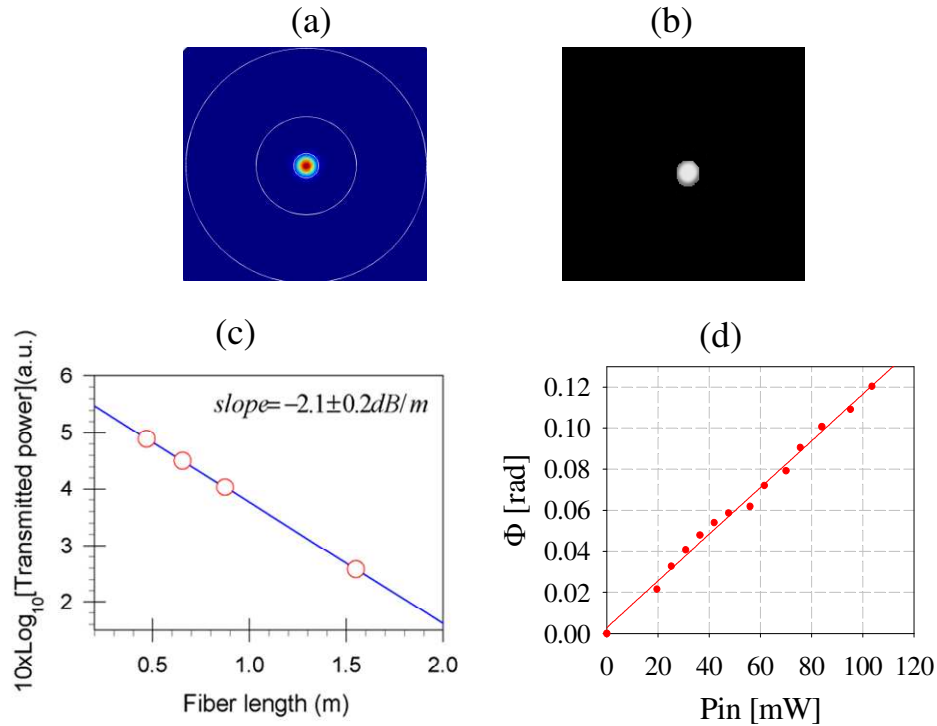 (a)
(b)
(c)
10xLog10[Transmitted power](a.u.)
6
5
4
3
2
slope=−2.1±0.2dB/m
0.5
1.0
1.5
2.0
Fiber length (m)
(d)
Φ [rad]
0.12
0.10
0.08
0.06
0.04
0.02
0.00
0
20
40
60
80
100
120
Pin [mW]